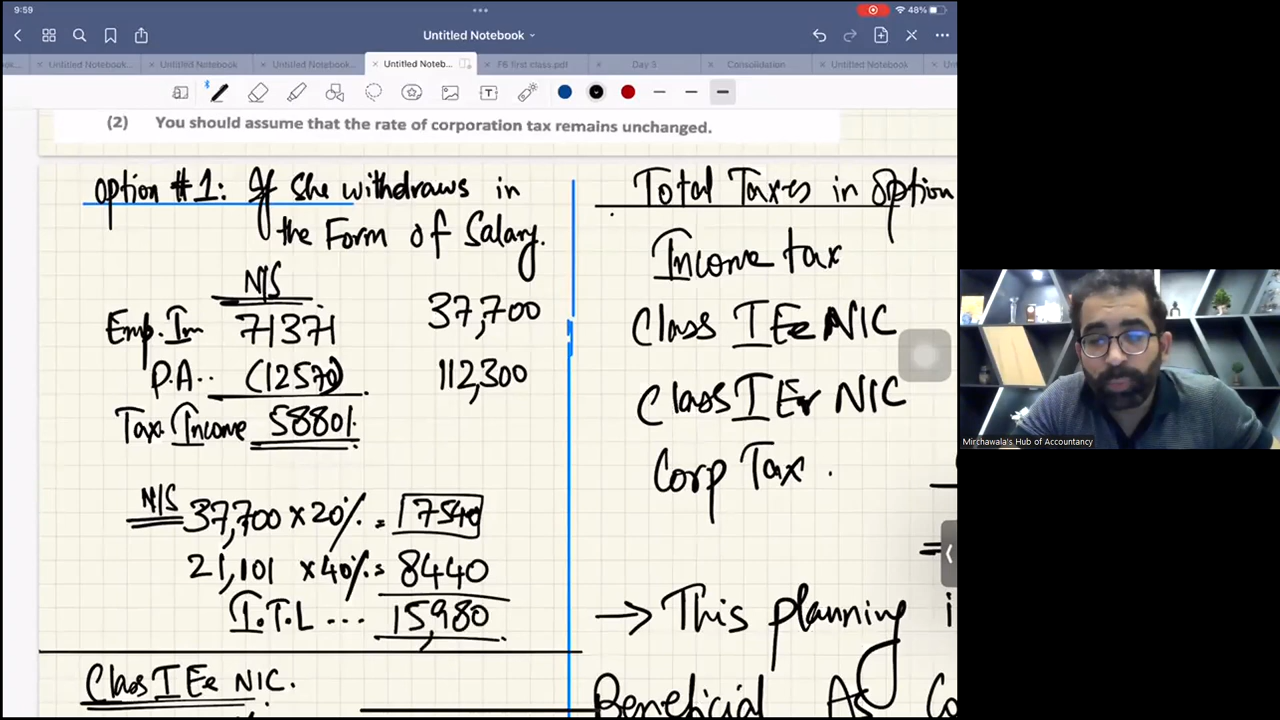 9:59
48%
Untitled Notebook
Untitled Notebook...
Untitled Notebook
Untitled Notebook...
Untitled Noteb...
F6 first class.pdf
Day 3
Consolidation
Untitled Notebook
(2) You should assume that the rate of corporation tax remains unchanged.
Option #1: If She withdraws in
the Form of Salary.
N/S
Emp. Im 71371 37,700
P.A.. (12570) 112,300
Tax. Income 58801
N/S 37,700 x 20% = 7540
21,101 x 40% = 8440
I.T.L ... 15,980
Class I Ee NIC.
Total Taxes in Option
Income tax
Class I Ee NIC
Class I Er NIC
Corp Tax.
→ This planning i
Beneficial As Co
Mirchawala's Hub of Accountancy